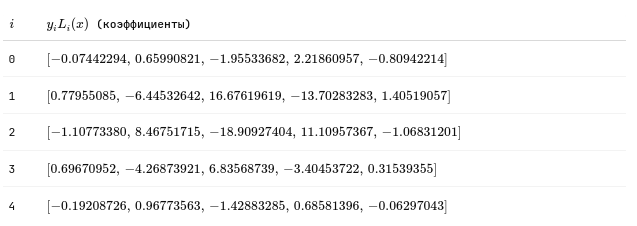 i yᵢLᵢ(x) (коэффициенты)
0 [−0.07442294, 0.65990821, −1.95533682, 2.21860957, −0.80942214]
1 [0.77955085, −6.44532642, 16.67619619, −13.70283283, 1.40519057]
2 [−1.10773380, 8.46751715, −18.90927404, 11.10957367, −1.06831201]
3 [0.69670952, −4.26873921, 6.83568739, −3.40453722, 0.31539355]
4 [−0.19208726, 0.96773563, −1.42883285, 0.68581396, −0.06297043]